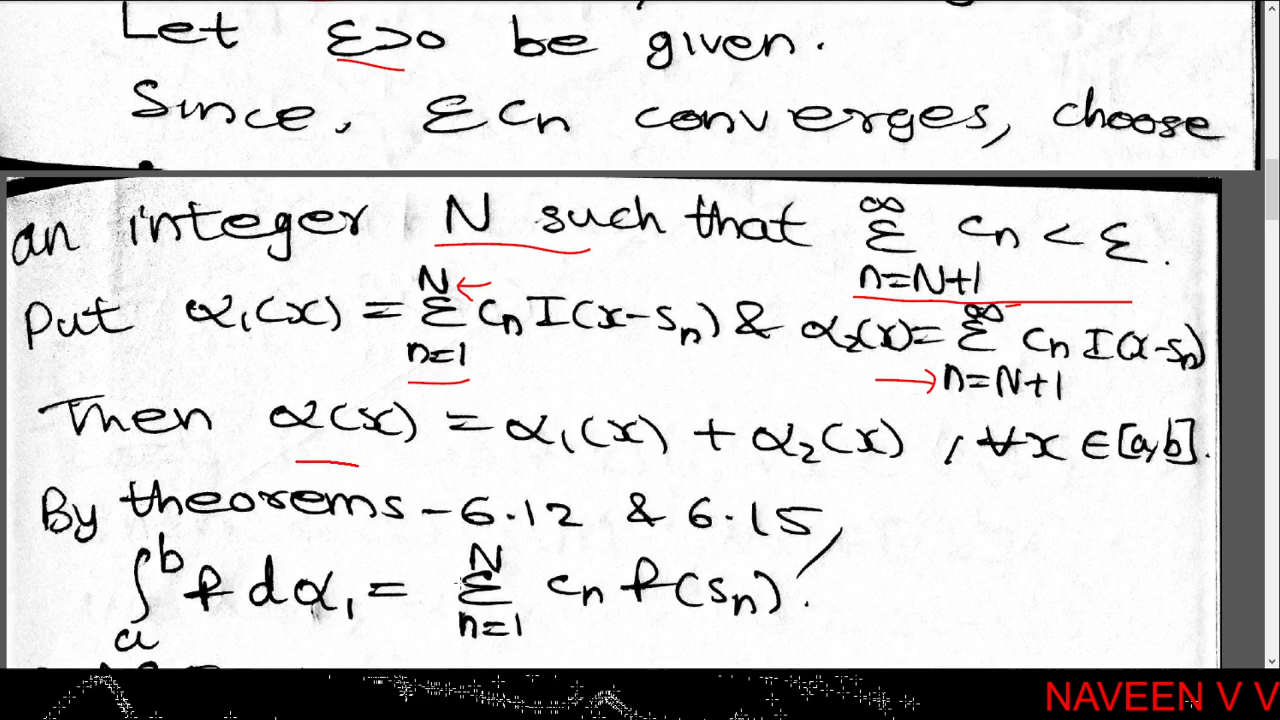 Let ε>0 be given.
Since, Σ cn converges, choose
an integer N such that Σ_{n=N+1}^{∞} cn < ε.
Put α₁(x) = Σ_{n=1}^{N} cn I(x-sn) & α₂(x) = Σ_{n=N+1}^{∞} cn I(x-sn)
Then α(x) = α₁(x) + α₂(x) , ∀x ∈ [a,b].
By theorems - 6.12 & 6.15,
∫_a^b f dα₁ = Σ_{n=1}^{N} cn f(sn).
NAVEEN V V